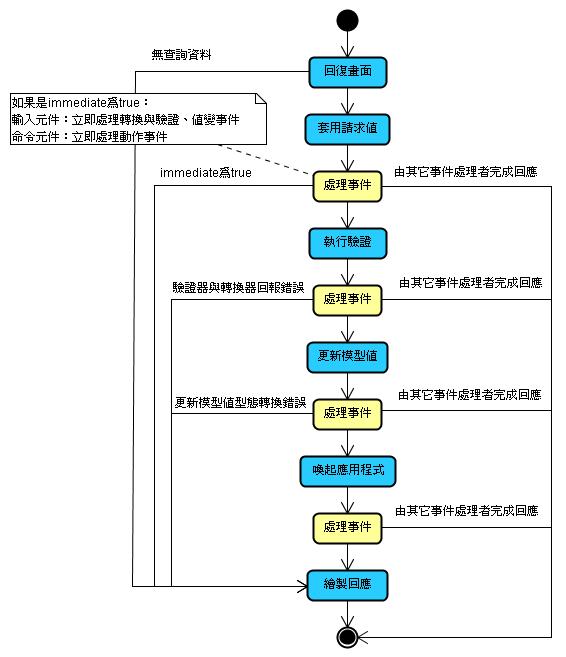 無查詢資料
回復畫面
如果是immediate為true：
輸入元件：立即處理轉換與驗證、值變事件
命令元件：立即處理動作事件
套用請求值
immediate為true
處理事件
由其它事件處理者完成回應
執行驗證
驗證器與轉換器回報錯誤
處理事件
由其它事件處理者完成回應
更新模型值
更新模型值型態轉換錯誤
處理事件
由其它事件處理者完成回應
喚起應用程式
處理事件
由其它事件處理者完成回應
繪製回應